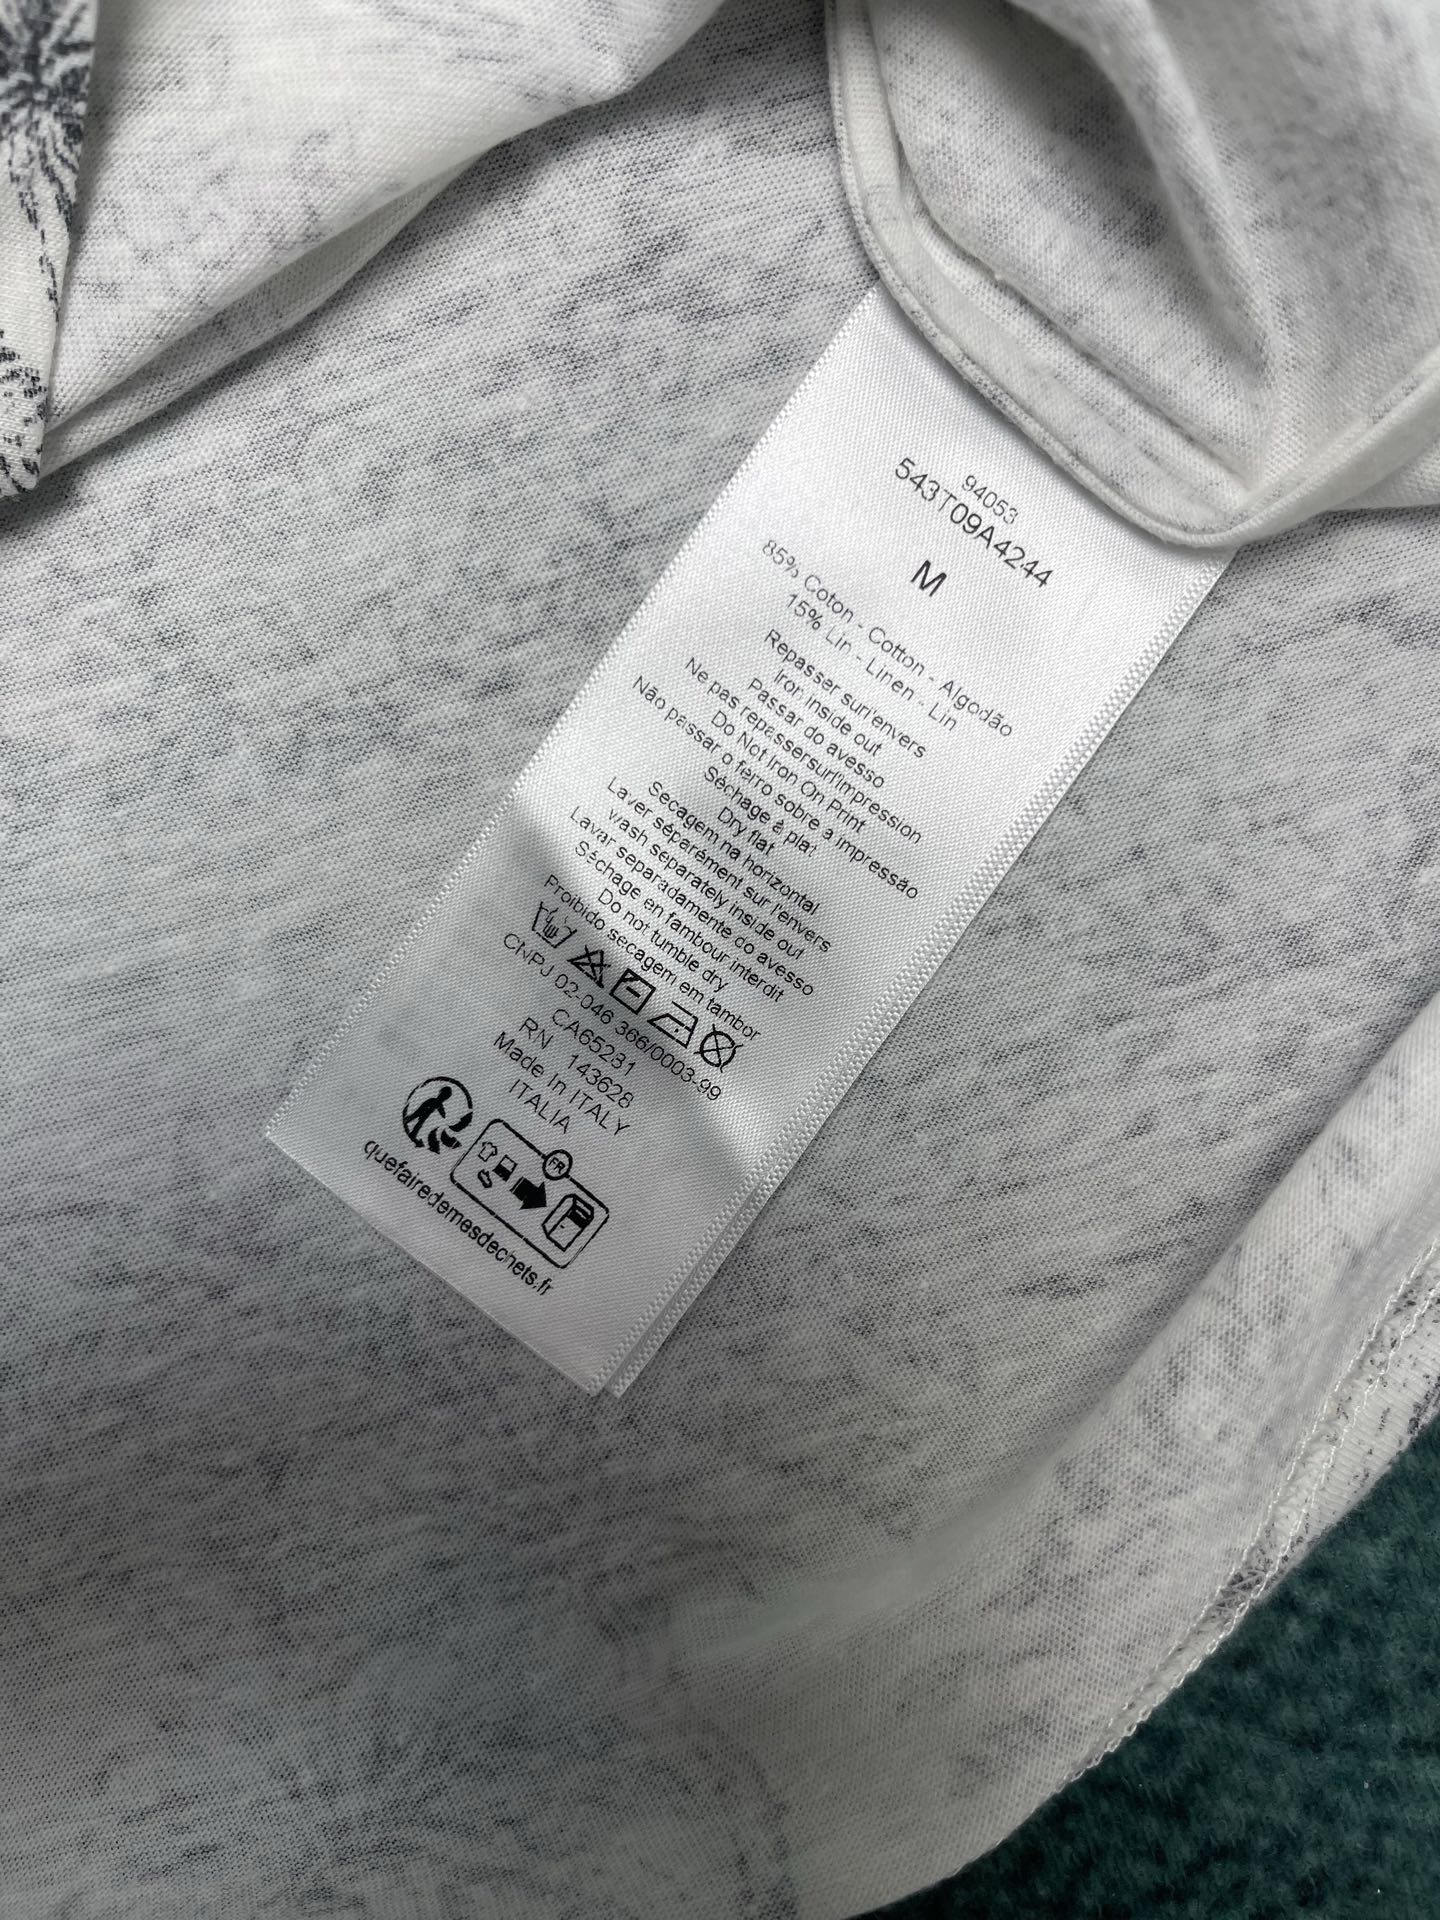 94053
543T09A4244
M
85% Coton - Cotton - Algodão
15% Lin - Linen - Lin
Repasser surl'envers
Iron inside out
Passar do avesso
Ne pas repassersurl'impression
Do Not Iron On Print
Não passar o ferro sobre a impressão
Séchage à plat
Dry flat
Secagem na horizontal
Laver séparément sur l'envers
wash separately inside out
Lavar separadamente do avesso
Séchage en tambour interdit
Do not tumble dry
Proibido secagem em tambor
CNPJ 02.046 366/0003-99
CA65281
RN 143628
Made In ITALY
ITALIA
FR
quefairedemesdechets.fr